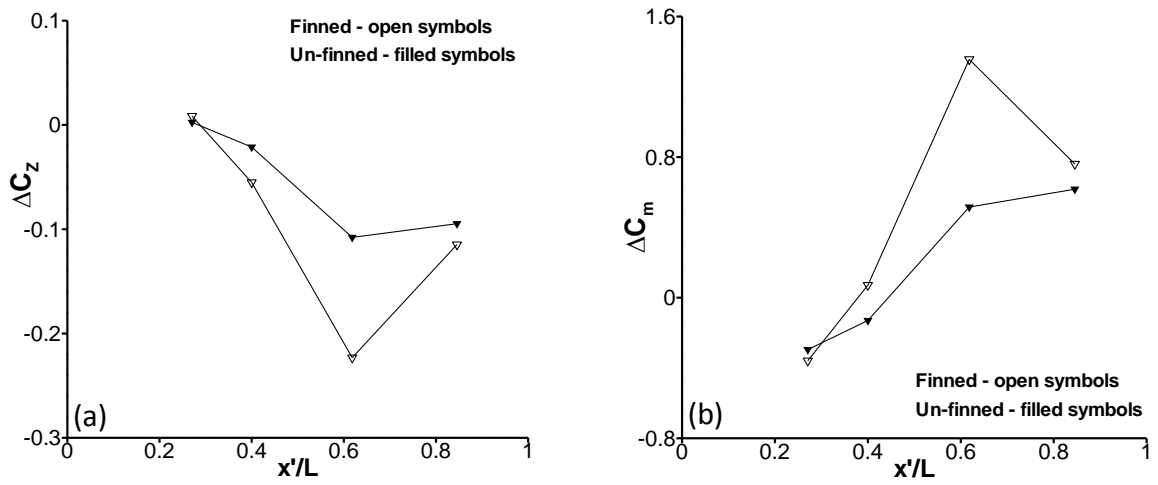 0.1
Finned - open symbols
Un-finned - filled symbols
0
-0.1
-0.2
-0.3
ΔCz
(a)
0 0.2 0.4 0.6 0.8 1
x'/L
1.6
0.8
0
-0.8
ΔCm
Finned - open symbols
Un-finned - filled symbols
(b)
0 0.2 0.4 0.6 0.8 1
x'/L